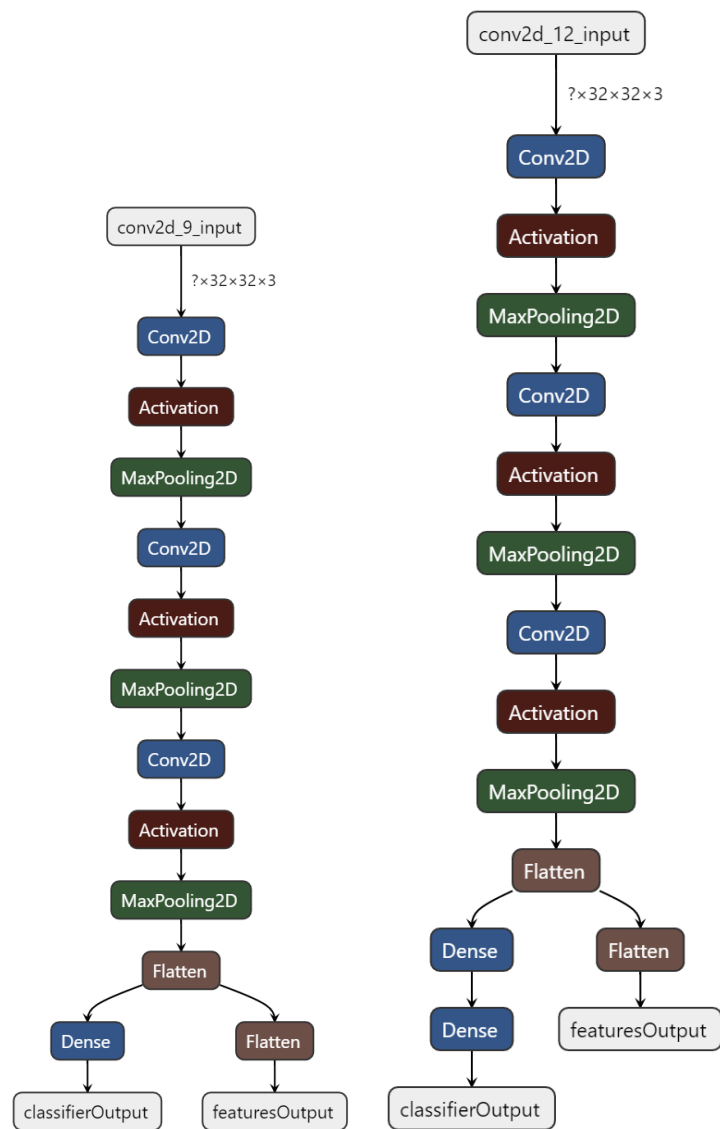 conv2d_9_input
?×32×32×3
Conv2D
Activation
MaxPooling2D
Conv2D
Activation
MaxPooling2D
Conv2D
Activation
MaxPooling2D
Flatten
Dense
Flatten
classifierOutput
featuresOutput
conv2d_12_input
?×32×32×3
Conv2D
Activation
MaxPooling2D
Conv2D
Activation
MaxPooling2D
Conv2D
Activation
MaxPooling2D
Flatten
Dense
Flatten
Dense
featuresOutput
classifierOutput